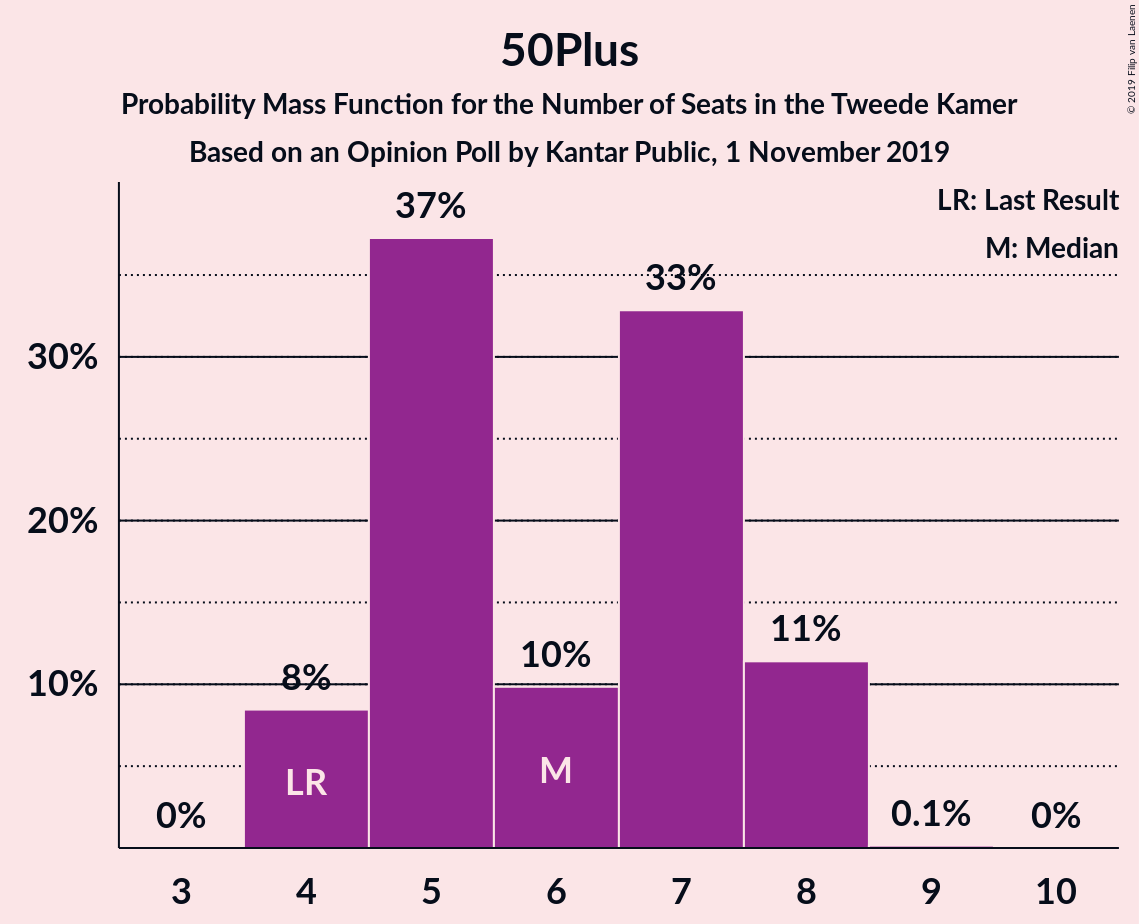 50Plus
Probability Mass Function for the Number of Seats in the Tweede Kamer
Based on an Opinion Poll by Kantar Public, 1 November 2019
© 2019 Filip van Laenen
LR: Last Result
M: Median
37%
33%
30%
20%
11%
10%
8%
10%
LR
M
0%
0.1%
0%
3 4 5 6 7 8 9 10